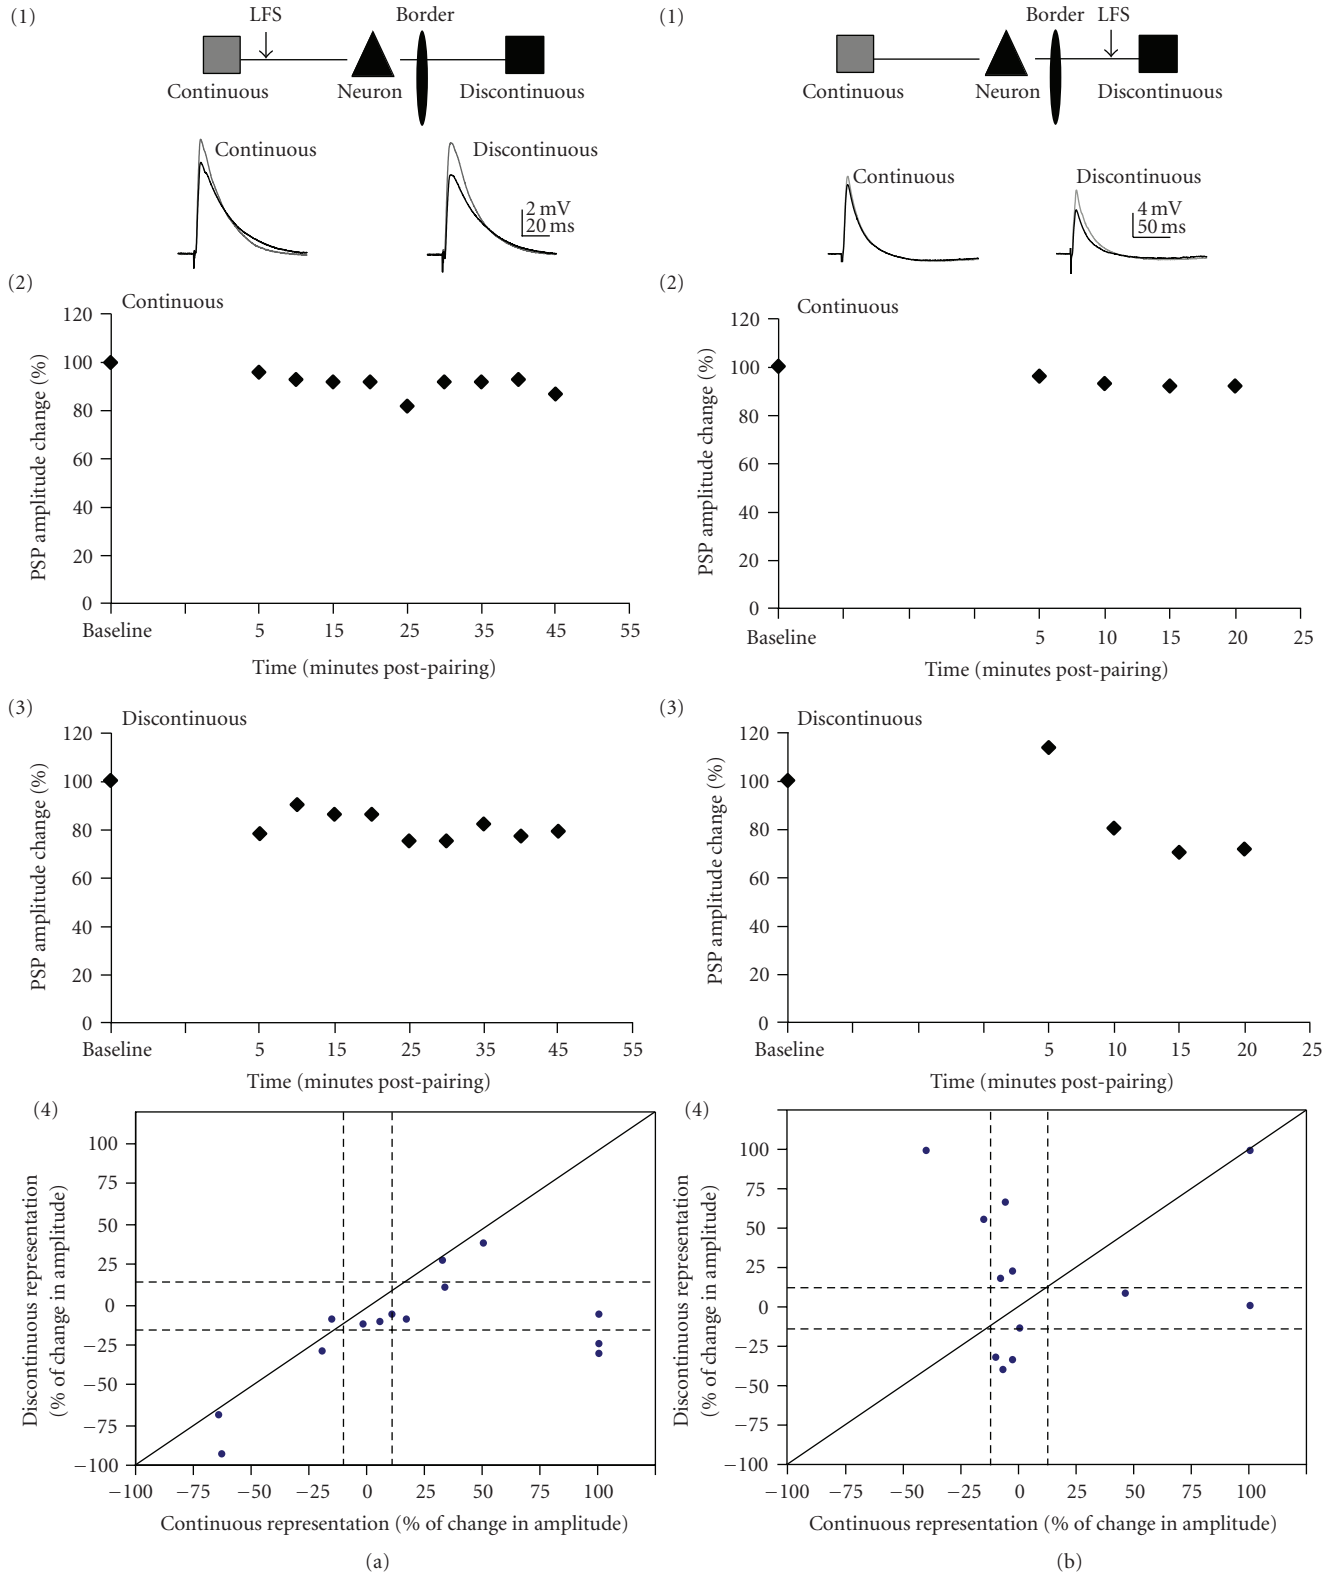 (1)
LFS
Border
Continuous
Neuron
Discontinuous
Continuous
Discontinuous
2 mV
20 ms
(2)
Continuous
120
100
80
60
40
20
0
PSP amplitude change (%)
Baseline
5
15
25
35
45
55
Time (minutes post-pairing)
(3)
Discontinuous
120
100
80
60
40
20
0
PSP amplitude change (%)
Baseline
5
15
25
35
45
55
Time (minutes post-pairing)
(4)
100
75
50
25
0
−25
−50
−75
−100
Discontinuous representation
(% of change in amplitude)
−100
−75
−50
−25
0
25
50
75
100
Continuous representation (% of change in amplitude)
(a)
(1)
Border
LFS
Continuous
Neuron
Discontinuous
Continuous
Discontinuous
4 mV
50 ms
(2)
Continuous
120
100
80
60
40
20
0
PSP amplitude change (%)
Baseline
5
10
15
20
25
Time (minutes post-pairing)
(3)
Discontinuous
120
100
80
60
40
20
0
PSP amplitude change (%)
Baseline
5
10
15
20
25
Time (minutes post-pairing)
(4)
100
75
50
25
0
−25
−50
−75
−100
Discontinuous representation
(% of change in amplitude)
−100
−75
−50
−25
0
25
50
75
100
Continuous representation (% of change in amplitude)
(b)